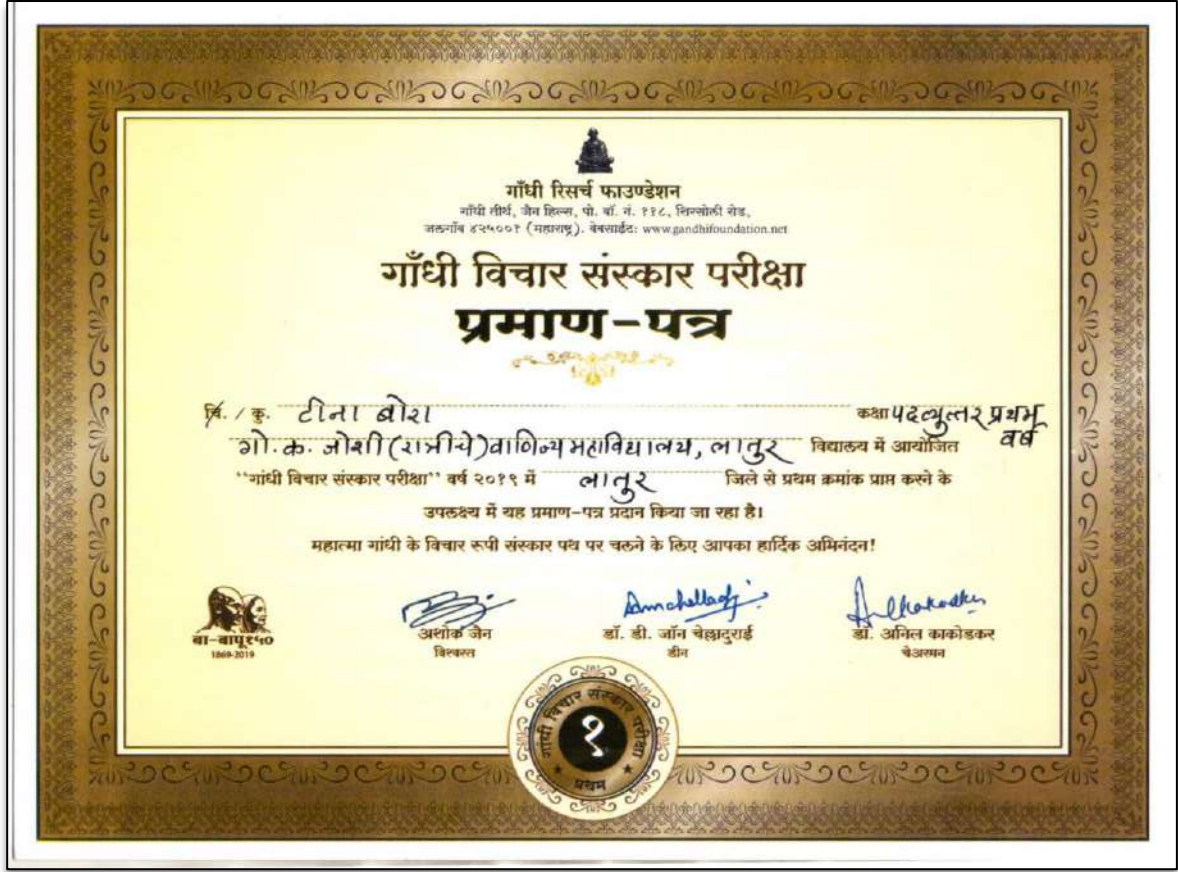 गाँधी रिसर्च फाउण्डेशन
गाँधी तीर्थ, जैन हिल्स, पो. बॉ. नं. ११८, शिरसोली रोड,
जलगाँव ४२५००१ (महाराष्ट्र). वेबसाईट: www.gandhifoundation.net
गाँधी विचार संस्कार परीक्षा
प्रमाण-पत्र
चि. / कु. टीना बोरा कक्षा पदव्युत्तर प्रथम वर्ष
गो. क. जोशी (रात्रीचे) वाणिज्य महाविद्यालय, लातुर विद्यालय में आयोजित
"गांधी विचार संस्कार परीक्षा" वर्ष २०१९ में लातुर जिले से प्रथम क्रमांक प्राप्त करने के
उपलक्ष्य में यह प्रमाण-पत्र प्रदान किया जा रहा है।
महात्मा गांधी के विचार रूपी संस्कार पथ पर चलने के लिए आपका हार्दिक अभिनंदन!
बा-बापू१५०
1869-2019
अशोक जैन
विश्वस्त
डॉ. डी. जॉन चेल्लादुराई
डीन
डॉ. अनिल काकोडकर
चेअरमन
गांधी विचार संस्कार परीक्षा
१
प्रथम